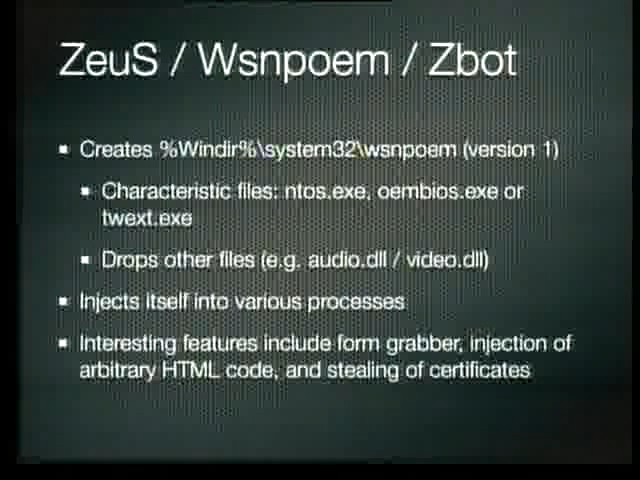 ZeuS / Wsnpoem / Zbot
Creates %Windir%\system32\wsnpoem (version 1)
Characteristic files: ntos.exe, oembios.exe or
twext.exe
Drops other files (e.g. audio.dll / video.dll)
Injects itself into various processes
Interesting features include form grabber, injection of
arbitrary HTML code, and stealing of certificates